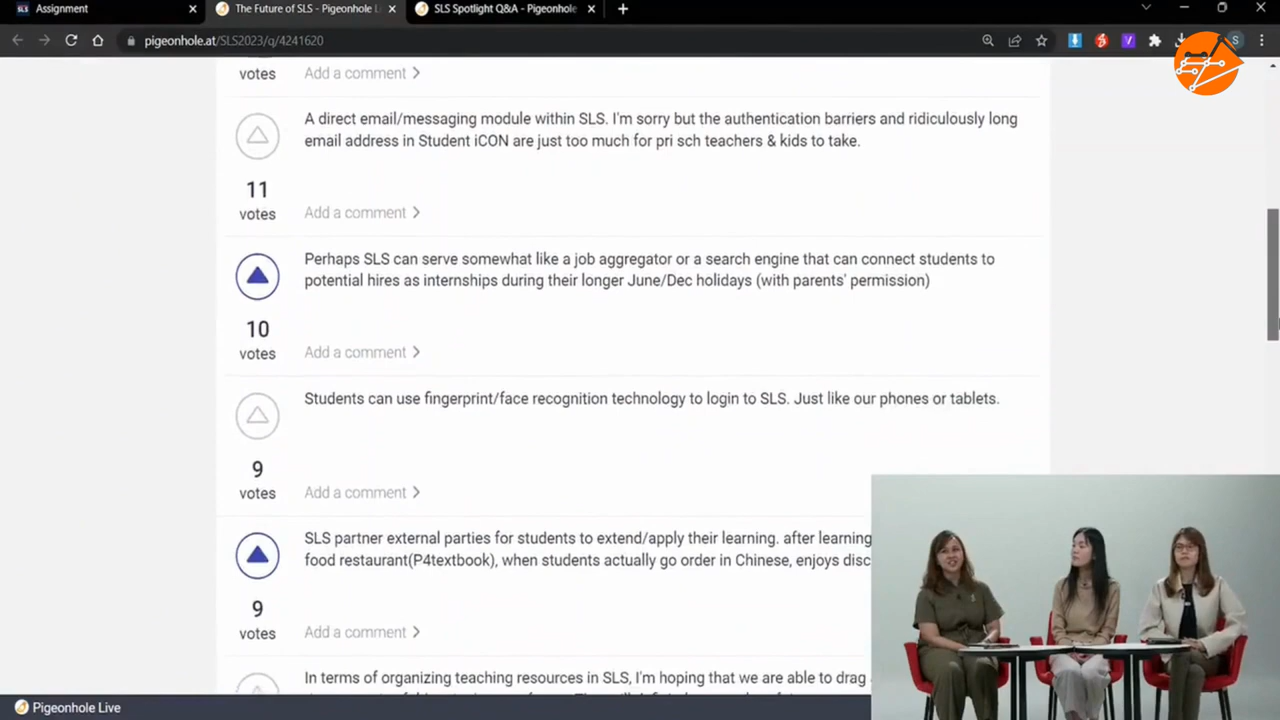 SLS Assignment
The Future of SLS - Pigeonhole Li
SLS Spotlight Q&A - Pigeonhole
pigeonhole.at/SLS2023/q/4241620
S
votes
Add a comment
A direct email/messaging module within SLS. I'm sorry but the authentication barriers and ridiculously long
email address in Student iCON are just too much for pri sch teachers & kids to take.
11
votes
Add a comment
Perhaps SLS can serve somewhat like a job aggregator or a search engine that can connect students to
potential hires as internships during their longer June/Dec holidays (with parents' permission)
10
votes
Add a comment
Students can use fingerprint/face recognition technology to login to SLS. Just like our phones or tablets.
9
votes
Add a comment
SLS partner external parties for students to extend/apply their learning. after learning
food restaurant(P4textbook), when students actually go order in Chinese, enjoys disc
9
votes
Add a comment
In terms of organizing teaching resources in SLS, I'm hoping that we are able to drag
Pigeonhole Live